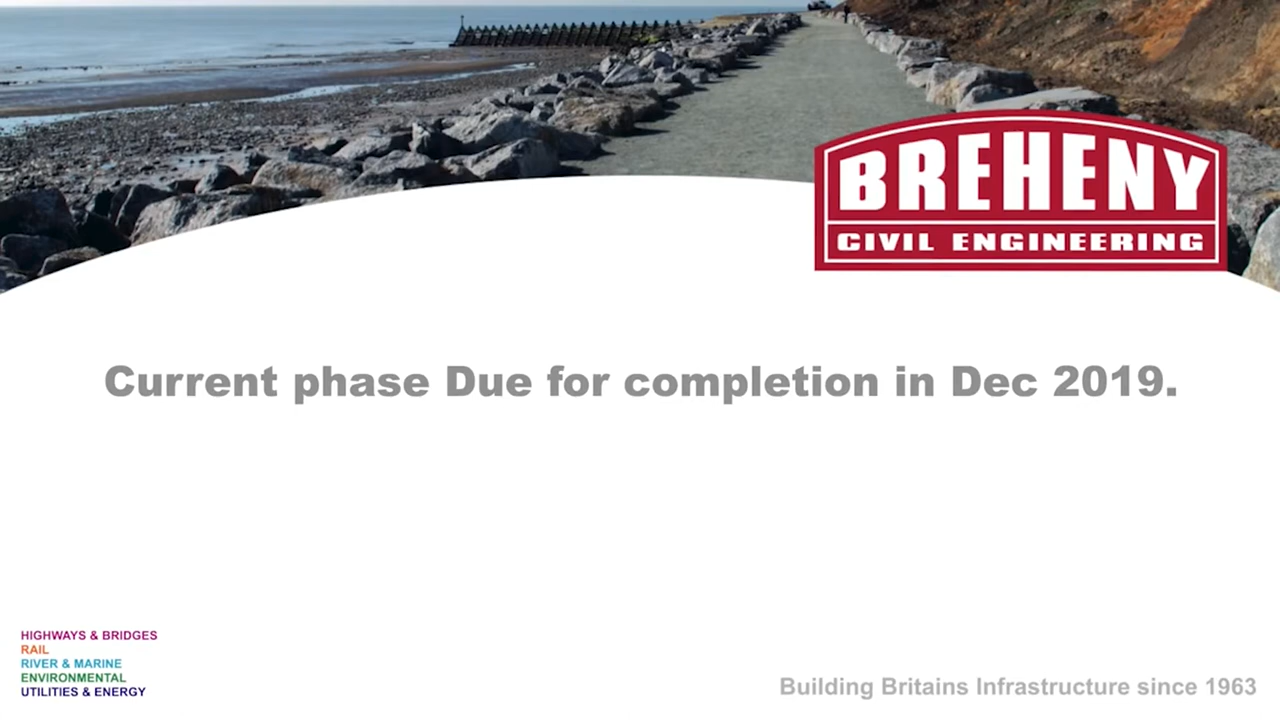 BREHENY
CIVIL ENGINEERING
Current phase Due for completion in Dec 2019.
HIGHWAYS & BRIDGES
RAIL
RIVER & MARINE
ENVIRONMENTAL
UTILITIES & ENERGY
Building Britains Infrastructure since 1963